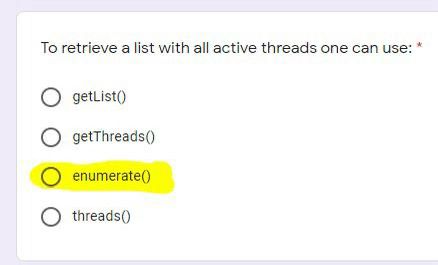 To retrieve a list with all active threads one can use: *
getList()
getThreads()
enumerate()
threads()